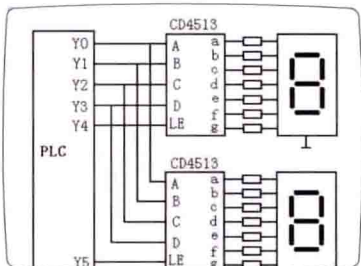 CD4513
Y0 A a
b
Y1 B c
Y2 C d
Y3 D e
f
Y4 LE g
PLC
CD4513
A a
b
B c
C d
e
D f
Y5 LE g